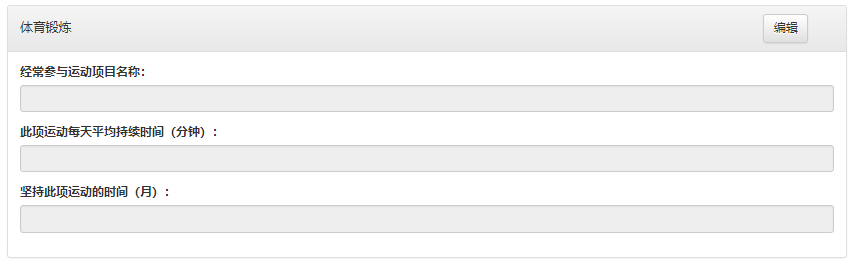 体育锻炼
编辑
经常参与运动项目名称：
此项运动每天平均持续时间（分钟）：
坚持此项运动的时间（月）：